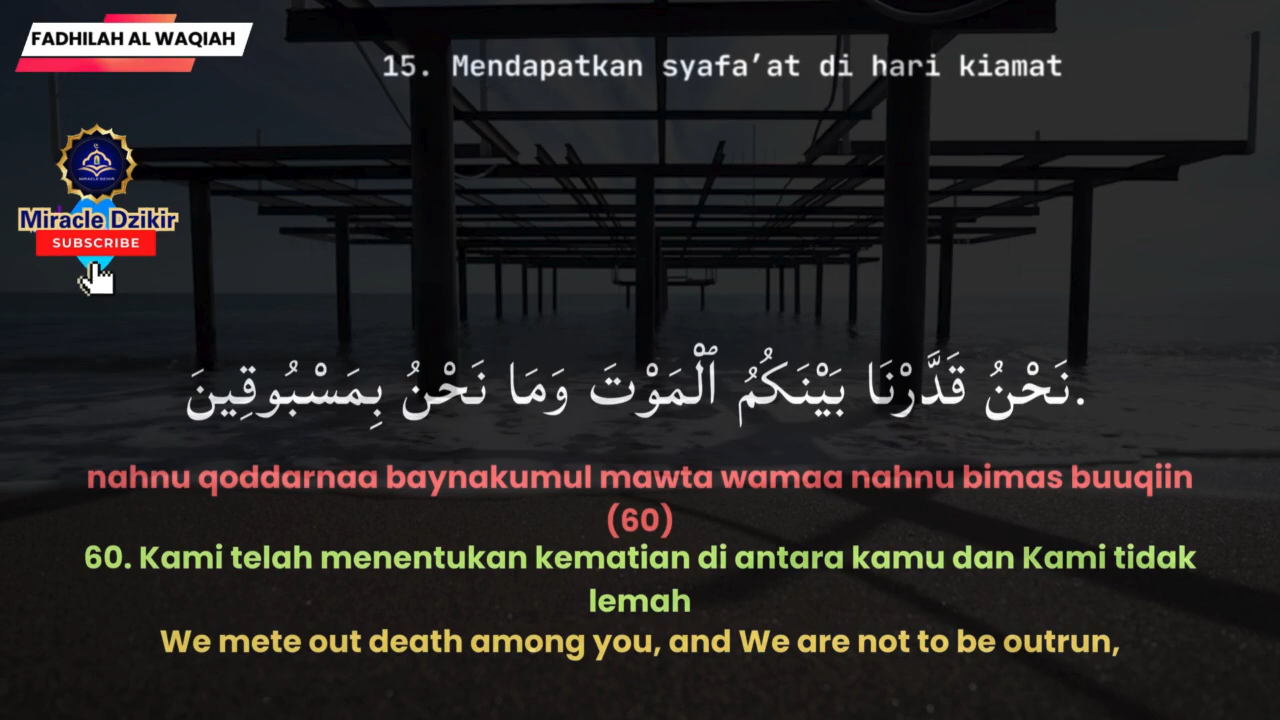 FADHILAH AL WAQIAH
15. Mendapatkan syafa’at di hari kiamat
MIRACLE DZIKIR
Miracle Dzikir
SUBSCRIBE
نَحْنُ قَدَّرْنَا بَيْنَكُمُ ٱلْمَوْتَ وَمَا نَحْنُ بِمَسْبُوقِينَ.
nahnu qoddarnaa baynakumul mawta wamaa nahnu bimas buuqiin
(60)
60. Kami telah menentukan kematian di antara kamu dan Kami tidak
lemah
We mete out death among you, and We are not to be outrun,